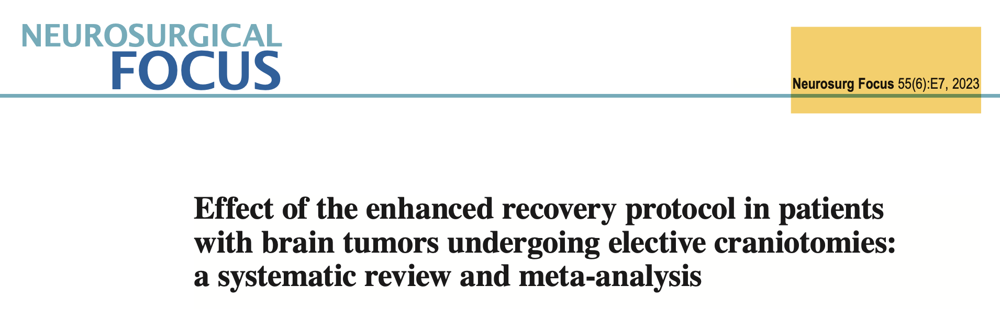 NEUROSURGICAL
FOCUS
Neurosurg Focus 55(6):E7, 2023
Effect of the enhanced recovery protocol in patients
with brain tumors undergoing elective craniotomies:
a systematic review and meta-analysis